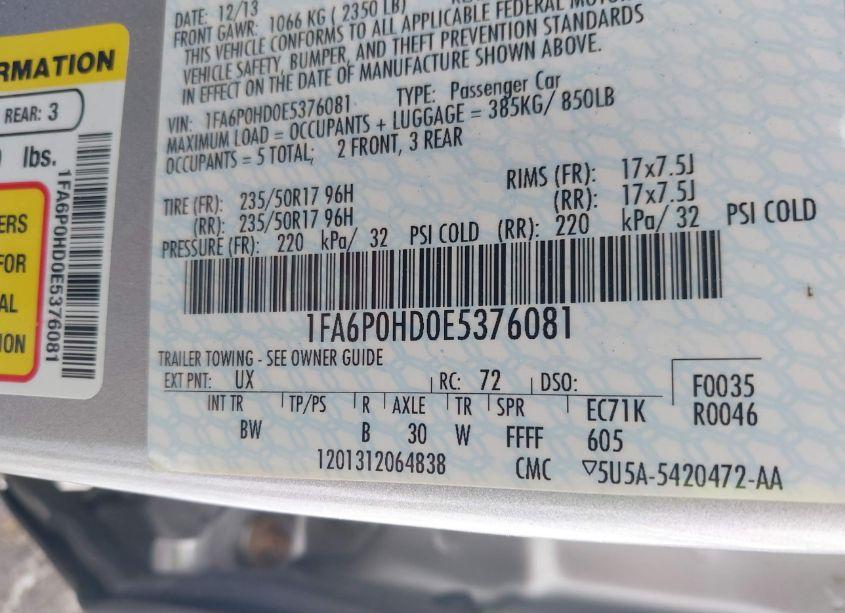 RMATION
REAR: 3
lbs.
ERS
FOR
AL
ION
1FA6P0HD0E5376081
DATE: 12/13
FRONT GAWR: 1066 KG ( 2350 LB)
THIS VEHICLE CONFORMS TO ALL APPLICABLE FEDERAL MOTOR
VEHICLE SAFETY, BUMPER, AND THEFT PREVENTION STANDARDS
IN EFFECT ON THE DATE OF MANUFACTURE SHOWN ABOVE.
VIN: 1FA6P0HD0E5376081 TYPE: Passenger Car
MAXIMUM LOAD = OCCUPANTS + LUGGAGE = 385KG/ 850LB
OCCUPANTS = 5 TOTAL; 2 FRONT, 3 REAR
TIRE (FR): 235/50R17 96H RIMS (FR): 17x7.5J
(RR): 235/50R17 96H (RR): 17x7.5J
PRESSURE (FR): 220 kPa/ 32 PSI COLD (RR): 220 kPa/ 32 PSI COLD
1FA6P0HD0E5376081
TRAILER TOWING - SEE OWNER GUIDE
EXT PNT: UX RC: 72 DSO: F0035
INT TR TP/PS R AXLE TR SPR EC71K R0046
BW B 30 W FFFF 605
1201312064838 CMC ▽5U5A-5420472-AA